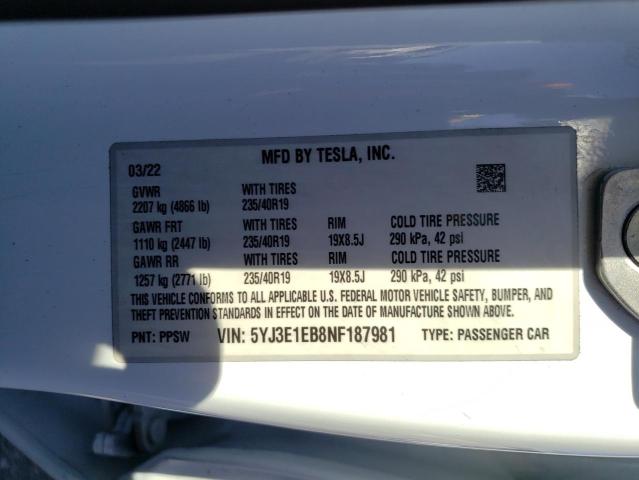 MFD BY TESLA, INC.
03/22
GVWR WITH TIRES
2207 kg (4866 lb) 235/40R19
GAWR FRT WITH TIRES RIM COLD TIRE PRESSURE
1110 kg (2447 lb) 235/40R19 19X8.5J 290 kPa, 42 psi
GAWR RR WITH TIRES RIM COLD TIRE PRESSURE
1257 kg (2771 lb) 235/40R19 19X8.5J 290 kPa, 42 psi
THIS VEHICLE CONFORMS TO ALL APPLICABLE U.S. FEDERAL MOTOR VEHICLE SAFETY, BUMPER, AND
THEFT PREVENTION STANDARDS IN EFFECT ON THE DATE OF MANUFACTURE SHOWN ABOVE.
PNT: PPSW VIN: 5YJ3E1EB8NF187981 TYPE: PASSENGER CAR